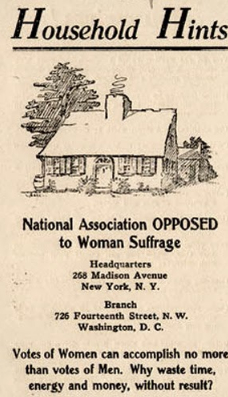 Household Hints
National Association OPPOSED
to Woman Suffrage
Headquarters
268 Madison Avenue
New York, N. Y.
Branch
726 Fourteenth Street, N. W.
Washington, D. C.
Votes of Women can accomplish no more
than votes of Men. Why waste time,
energy and money, without result?